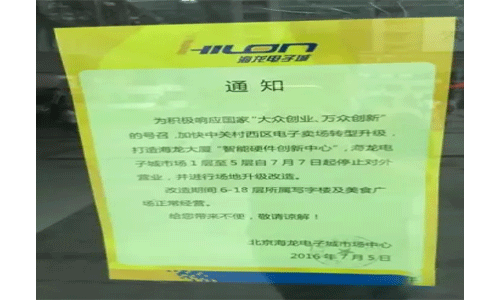 HILON
海龙电子城
通知
为积极响应国家“大众创业、万众创新”
的号召，加快中关村西区电子卖场转型升级，
打造海龙大厦“智能硬件创新中心”，海龙电
子城市场1层至5层自7月7日起停止对外
营业，并进行场地升级改造。
改造期间6-18层所属写字楼及美食广
场正常经营。
给您带来不便，敬请谅解！
北京海龙电子城市场中心
2016年7月5日